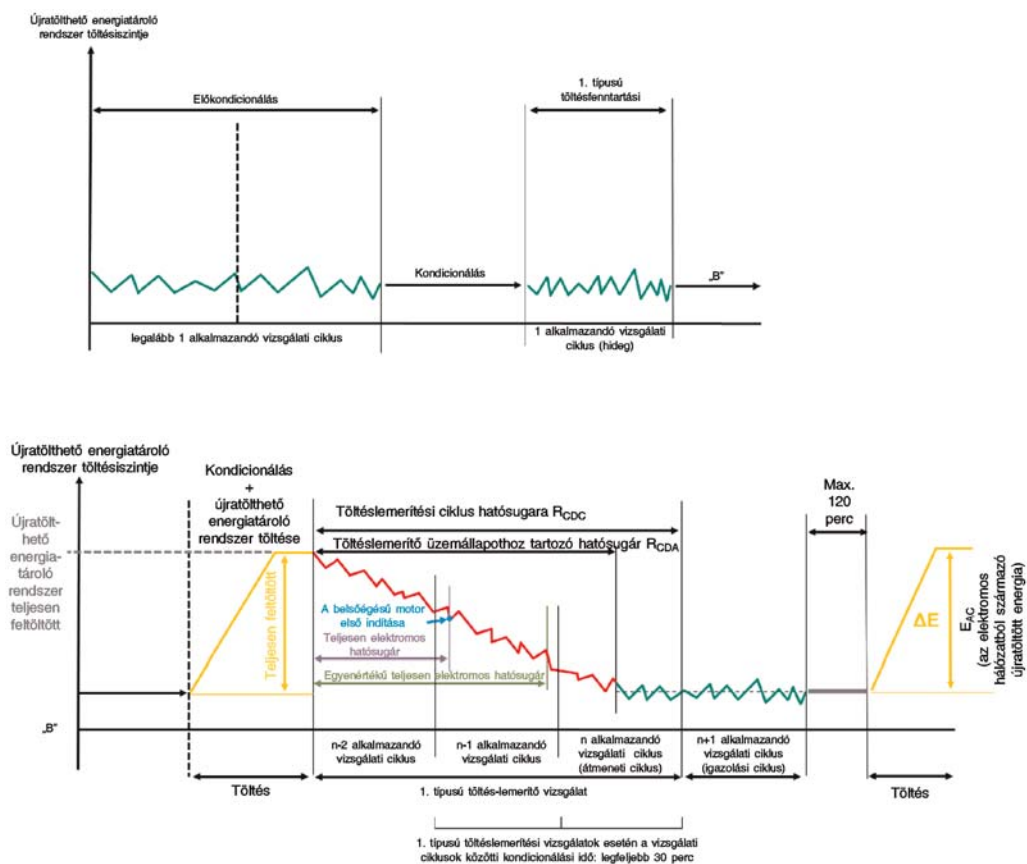 Újratölthető energiatároló
rendszer töltésiszintje
Előkondicionálás
1. típusú
töltésfenntartási
Kondicionálás
„B”
legalább 1 alkalmazandó vizsgálati ciklus
1 alkalmazandó vizsgálati
ciklus (hideg)
Újratölthető energiatároló
rendszer töltésiszintje
Kondicionálás
+
újratölthető
energiatároló
rendszer töltése
Max.
120
perc
Töltéslemerítési ciklus hatósugara RCDC
Töltéslemerítő üzemállapothoz tartozó hatósugár RCDA
Újratölt-
hető
energia-
tároló
rendszer
teljesen
feltöltött
Teljesen feltöltött
A belsőégésű motor
első indítása
Teljesen elektromos
hatósugár
Egyenértékű teljesen elektromos hatósugár
ΔE
EAC
(az elektromos
hálózatból származó
újratöltött energia)
„B”
n-2 alkalmazandó
vizsgálati ciklus
n-1 alkalmazandó
vizsgálati ciklus
n alkalmazandó
vizsgálati ciklus
(átmeneti ciklus)
n+1 alkalmazandó
vizsgálati ciklus
(igazolási ciklus)
Töltés
1. típusú töltés-lemerítő vizsgálat
Töltés
1. típusú töltéslemerítési vizsgálatok esetén a vizsgálati
ciklusok közötti kondicionálási idő: legfeljebb 30 perc